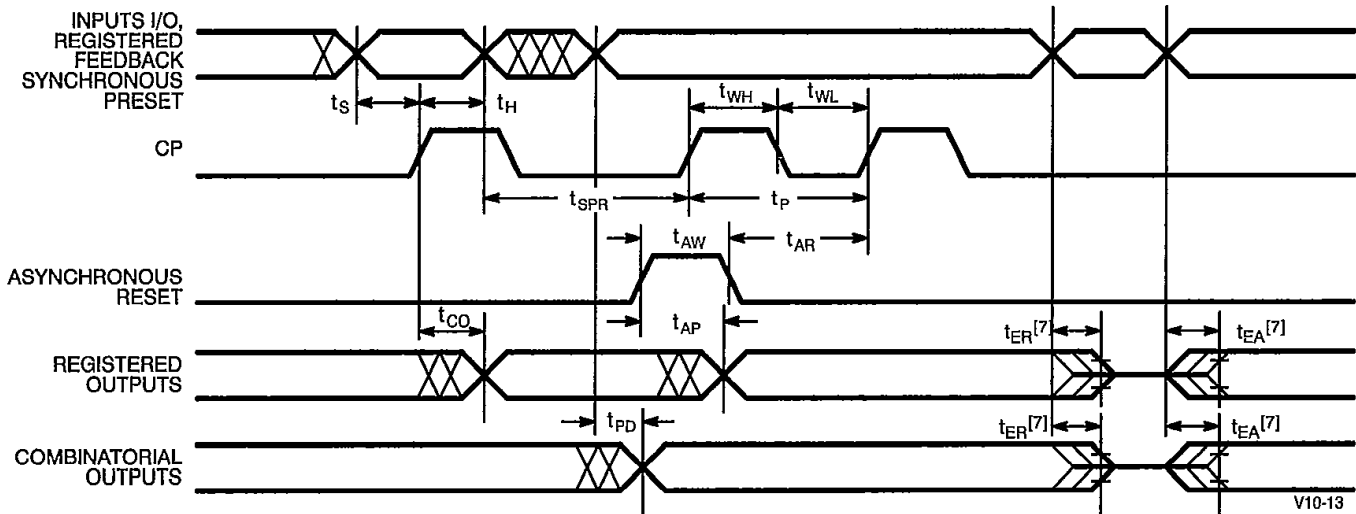 INPUTS I/O,
REGISTERED
FEEDBACK
SYNCHRONOUS
PRESET
tS
tH
tWH
tWL
CP
tSPR
tP
tAW
tAR
ASYNCHRONOUS
RESET
tCO
tAP
tER[7]
tEA[7]
REGISTERED
OUTPUTS
tPD
tER[7]
tEA[7]
COMBINATORIAL
OUTPUTS
V10-13